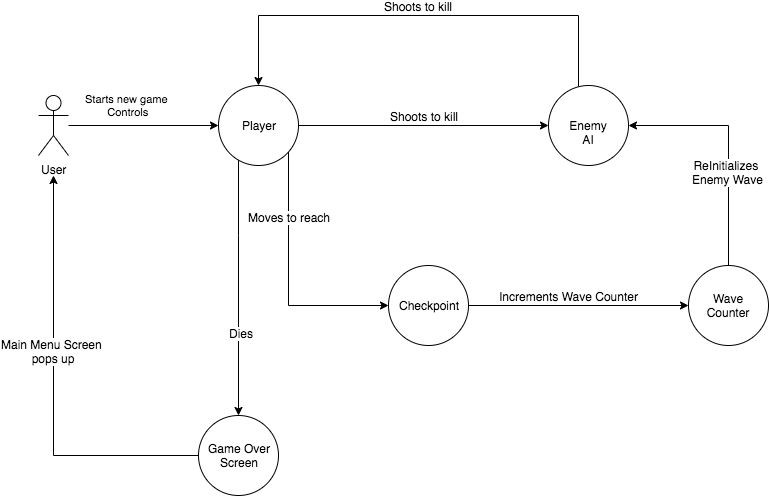 Shoots to kill
Starts new game
Controls
Player
Shoots to kill
Enemy
AI
User
ReInitializes
Enemy Wave
Moves to reach
Checkpoint
Increments Wave Counter
Wave
Counter
Dies
Main Menu Screen
pops up
Game Over
Screen